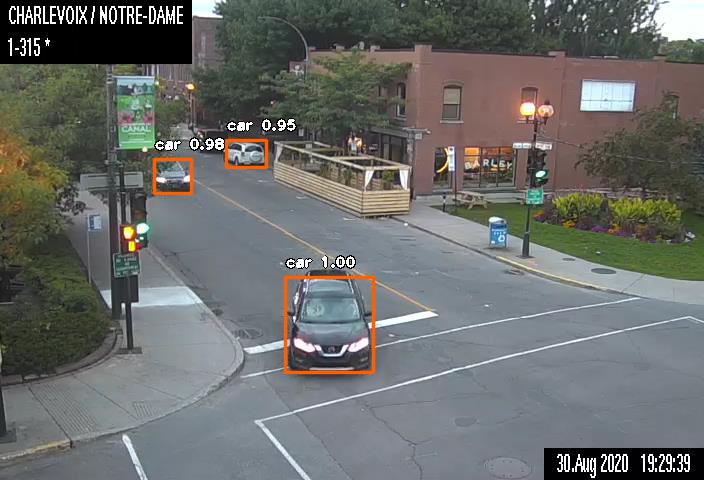 CHARLEVOIX / NOTRE-DAME
1-315 *
car 0.95
car 0.98
CANAL
car 1.00
30.Aug 2020 19:29:39